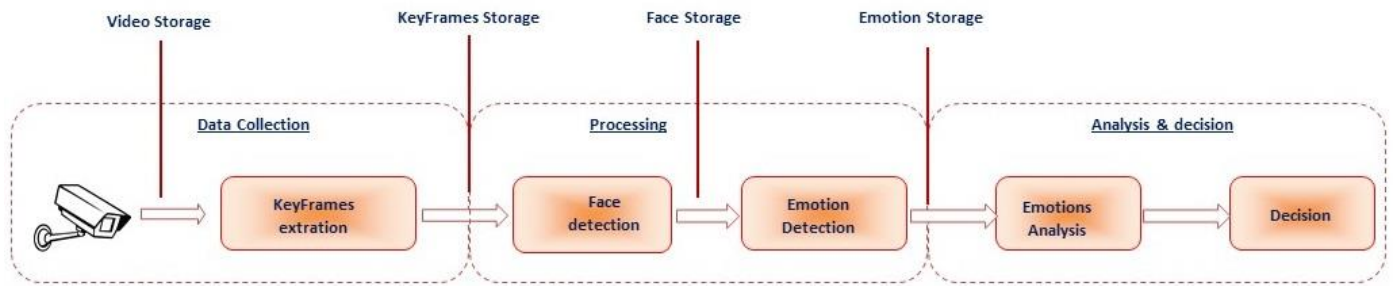 Video Storage
KeyFrames Storage
Face Storage
Emotion Storage
Data Collection
Processing
Analysis & decision
KeyFrames
extration
Face
detection
Emotion
Detection
Emotions
Analysis
Decision